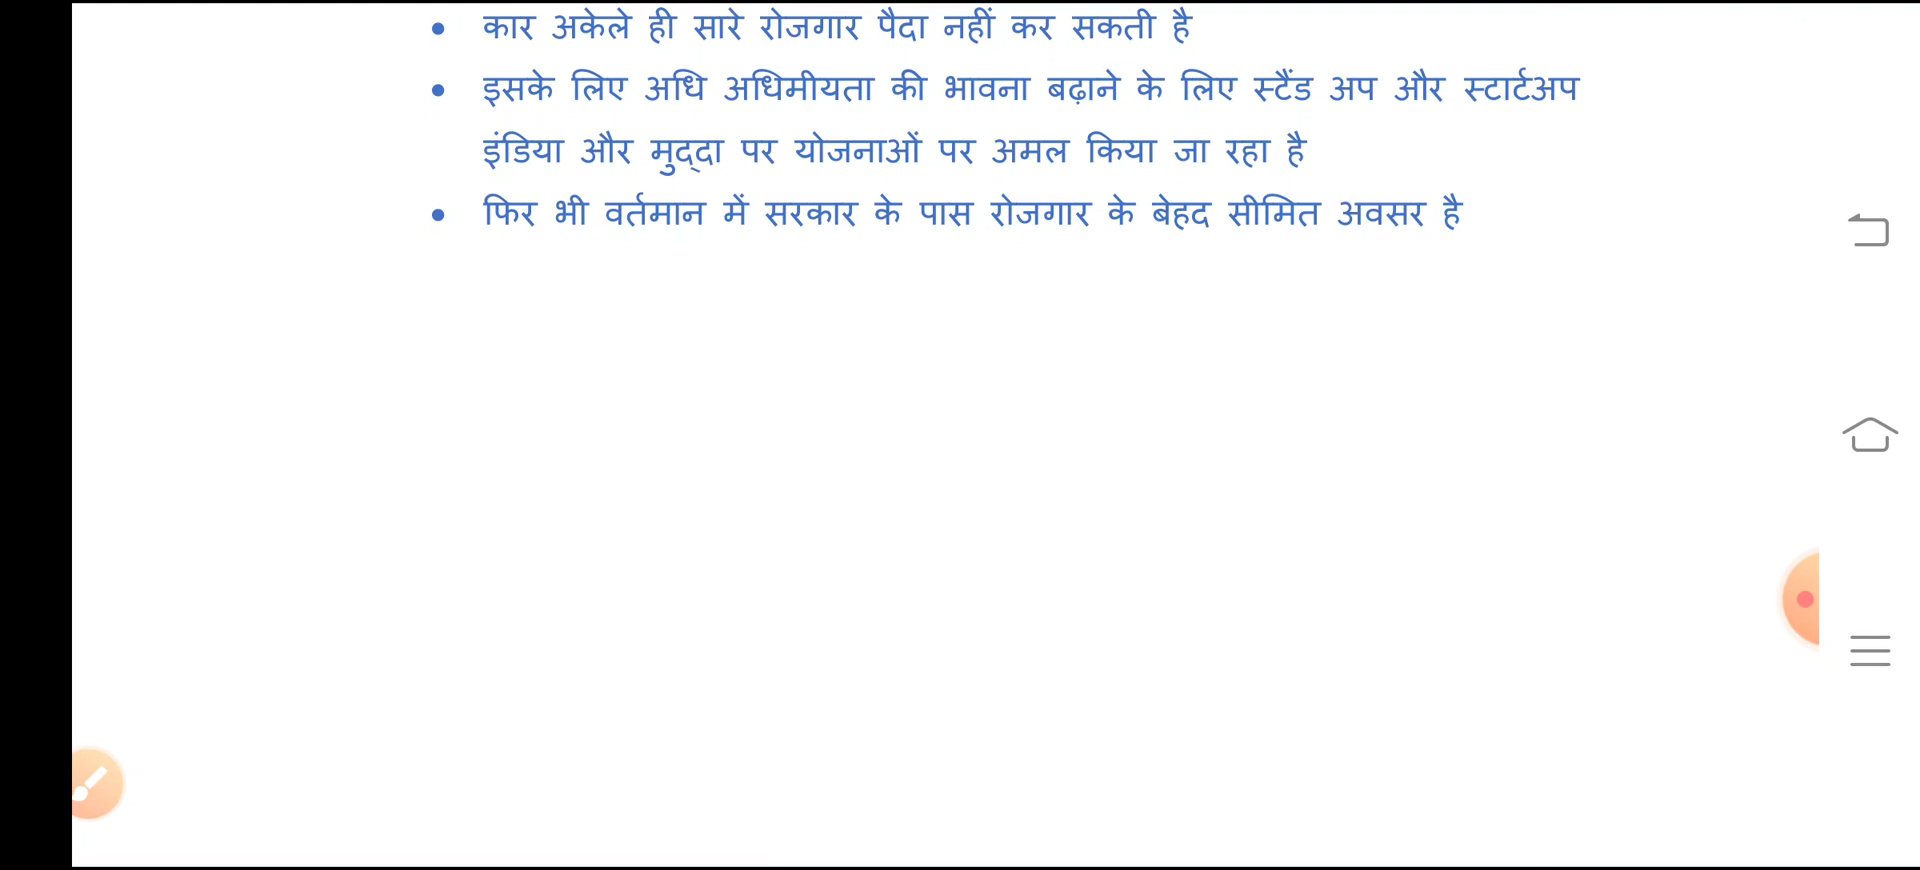 • कार अकेले ही सारे रोजगार पैदा नहीं कर सकती है
• इसके लिए अधि अधिमीयता की भावना बढ़ाने के लिए स्टैंड अप और स्टार्टअप
इंडिया और मुद्दा पर योजनाओं पर अमल किया जा रहा है
• फिर भी वर्तमान में सरकार के पास रोजगार के बेहद सीमित अवसर है